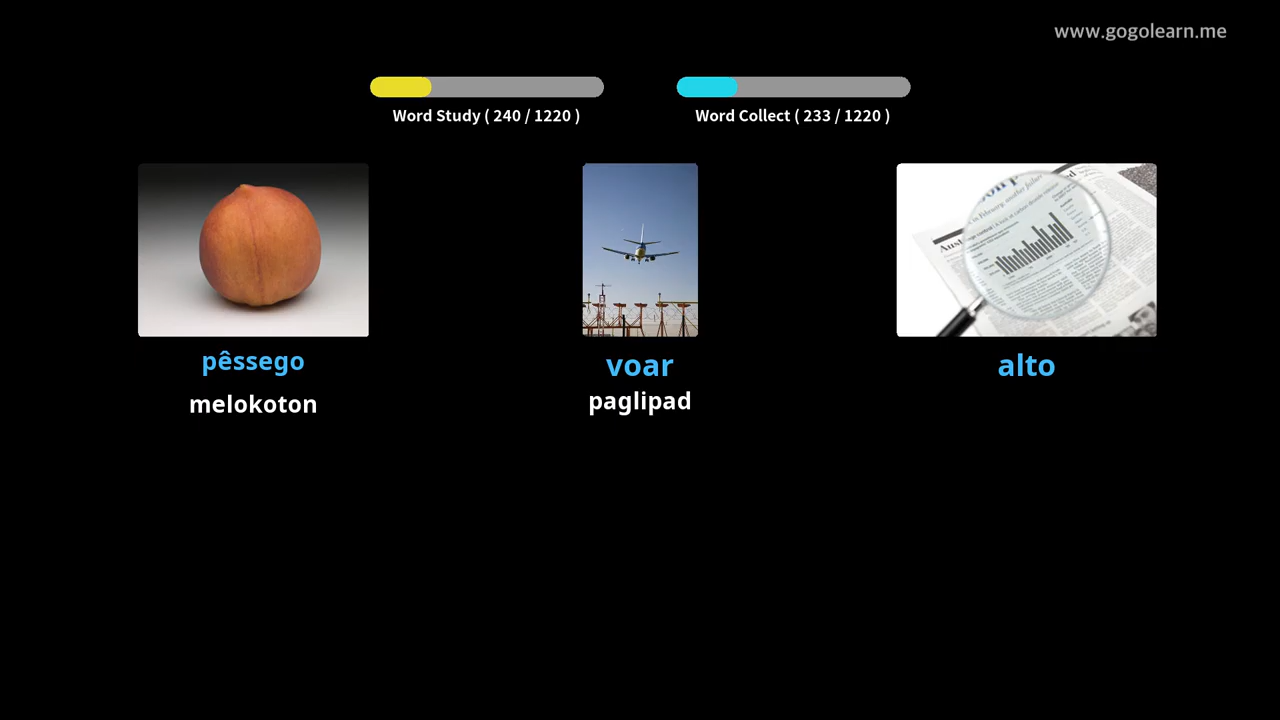 www.gogolearn.me
Word Study ( 240 / 1220 )
Word Collect ( 233 / 1220 )
pêssego
voar
alto
melokoton
paglipad